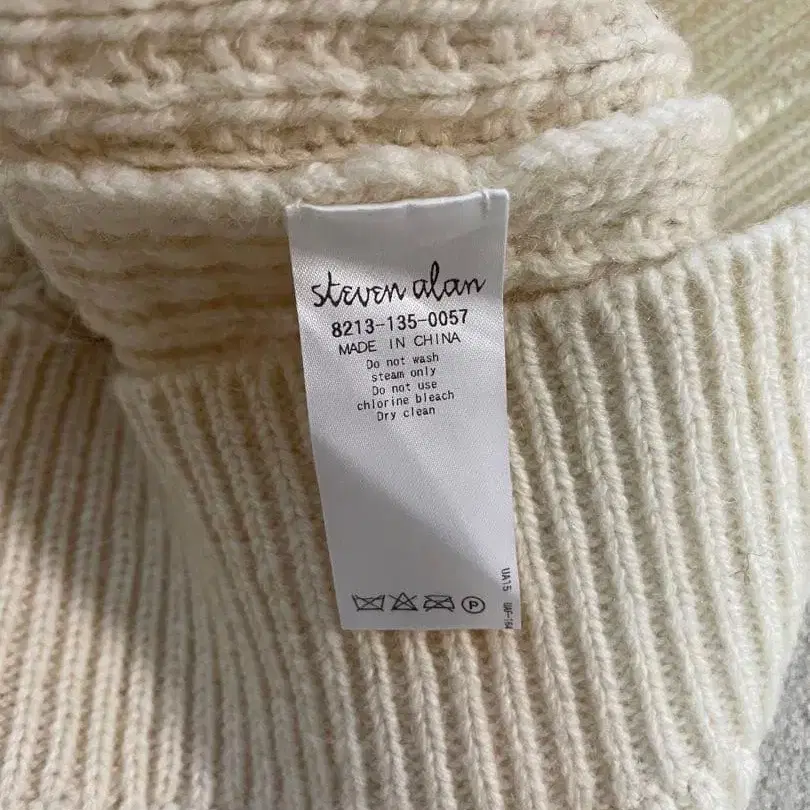 steven alan
8213-135-0057
MADE IN CHINA
Do not wash
steam only
Do not use
chlorine bleach
Dry clean
P
UA15